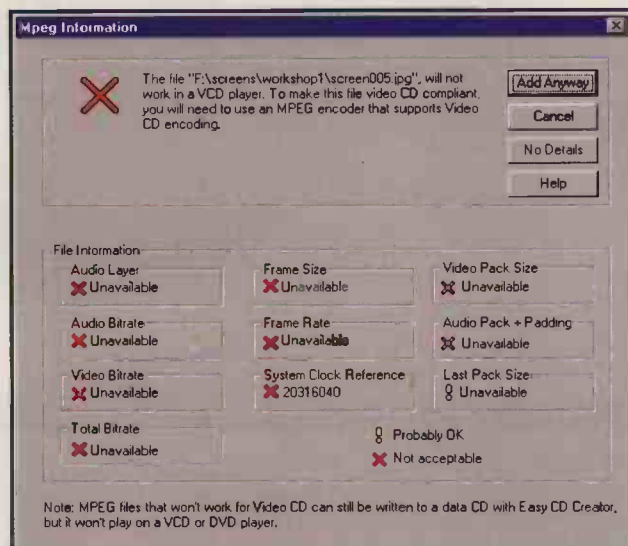 Mpeg Information
The file "F:\screens\workshop1\screen005.jpg", will not
work in a VCD player. To make this file video CD compliant,
you will need to use an MPEG encoder that supports Video
CD encoding.
Add Anyway
Cancel
No Details
Help
File Information
Audio Layer
Unavailable
Frame Size
Unavailable
Video Pack Size
Unavailable
Audio Bitrate
Unavailable
Frame Rate
Unavailable
Audio Pack + Padding
Unavailable
Video Bitrate
Unavailable
System Clock Reference
20316040
Last Pack Size
Unavailable
Total Bitrate
Unavailable
Probably OK
Not acceptable
Note: MPEG files that won't work for Video CD can still be written to a data CD with Easy CD Creator,
but it won't play on a VCD or DVD player.